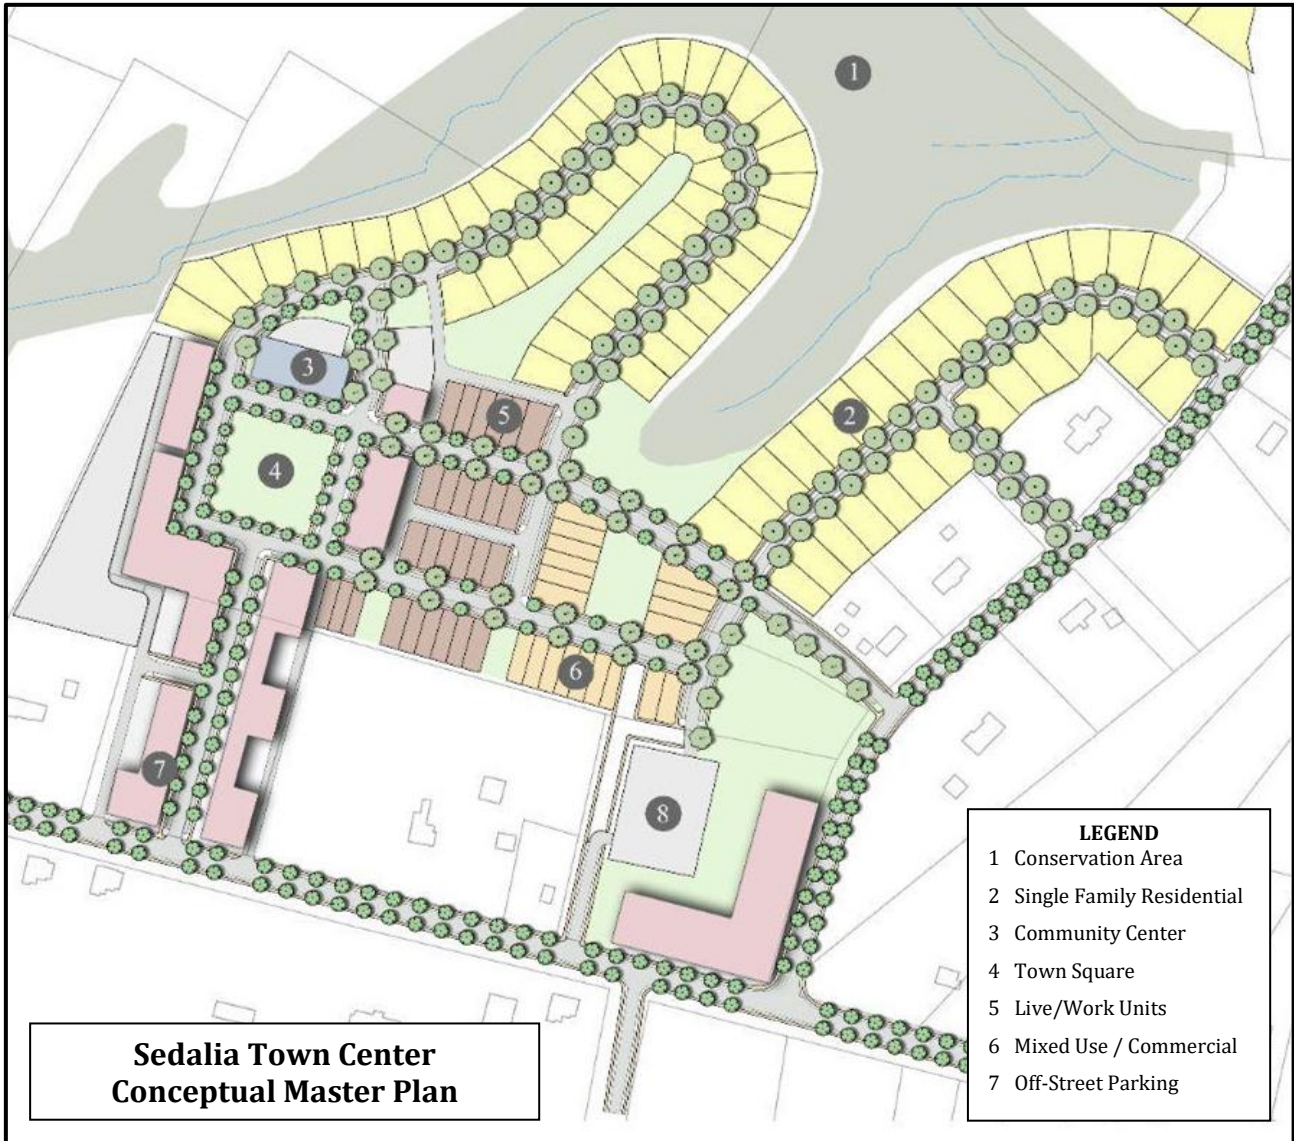 1
2
3
4
5
6
7
8
LEGEND
1 Conservation Area
2 Single Family Residential
3 Community Center
4 Town Square
5 Live/Work Units
6 Mixed Use / Commercial
7 Off-Street Parking
Sedalia Town Center
Conceptual Master Plan